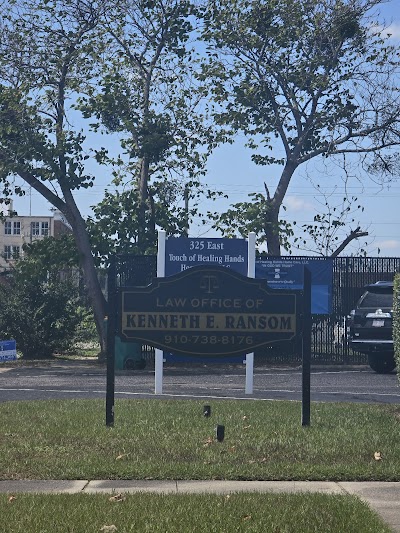 325 East
Touch of Healing Hands
LAW OFFICE OF
KENNETH E. RANSOM
910-738-8176